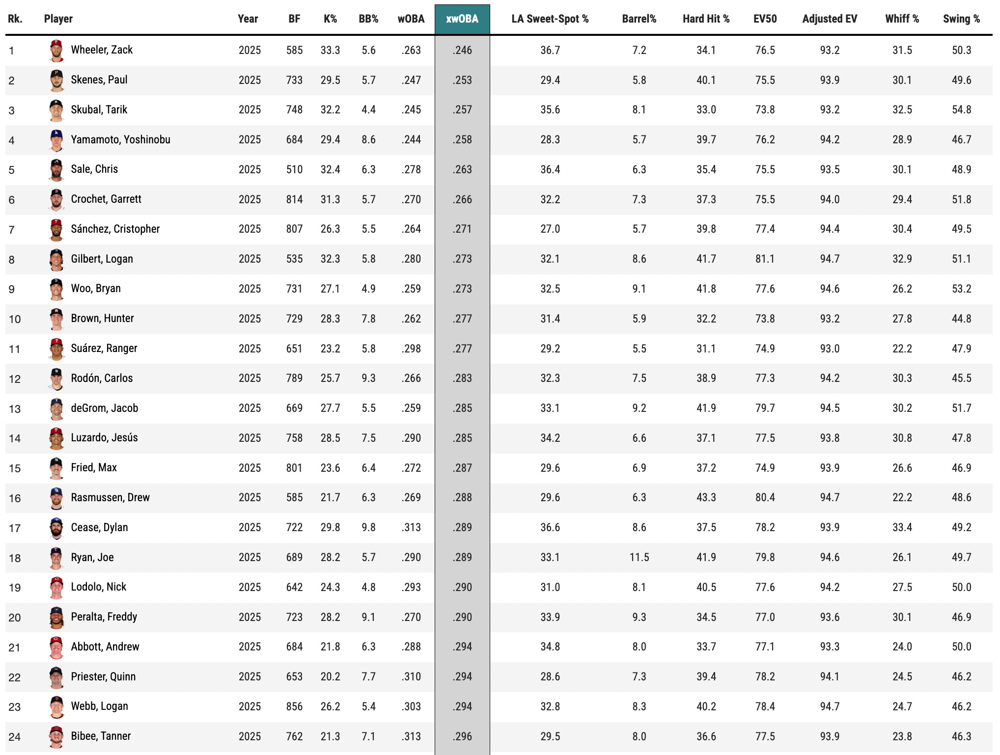 Rk. Player Year BF K% BB% wOBA xwOBA LA Sweet-Spot % Barrel% Hard Hit % EV50 Adjusted EV Whiff % Swing %
1 Wheeler, Zack 2025 585 33.3 5.6 .263 .246 36.7 7.2 34.1 76.5 93.2 31.5 50.3
2 Skenes, Paul 2025 733 29.5 5.7 .247 .253 29.4 5.8 40.1 75.5 93.9 30.1 49.6
3 Skubal, Tarik 2025 748 32.2 4.4 .245 .257 35.6 8.1 33.0 73.8 93.2 32.5 54.8
4 Yamamoto, Yoshinobu 2025 684 29.4 8.6 .244 .258 28.3 5.7 39.7 76.2 94.2 28.9 46.7
5 Sale, Chris 2025 510 32.4 6.3 .278 .263 36.4 6.3 35.4 75.5 93.5 30.1 48.9
6 Crochet, Garrett 2025 814 31.3 5.7 .270 .266 32.2 7.3 37.3 75.5 94.0 29.4 51.8
7 Sánchez, Cristopher 2025 807 26.3 5.5 .264 .271 27.0 5.7 39.8 77.4 94.4 30.4 49.5
8 Gilbert, Logan 2025 535 32.3 5.8 .280 .273 32.1 8.6 41.7 81.1 94.7 32.9 51.1
9 Woo, Bryan 2025 731 27.1 4.9 .259 .273 32.5 9.1 41.8 77.6 94.6 26.2 53.2
10 Brown, Hunter 2025 729 28.3 7.8 .262 .277 31.4 5.9 32.2 73.8 93.2 27.8 44.8
11 Suárez, Ranger 2025 651 23.2 5.8 .298 .277 29.2 5.5 31.1 74.9 93.0 22.2 47.9
12 Rodón, Carlos 2025 789 25.7 9.3 .266 .283 32.3 7.5 38.9 77.3 94.2 30.3 45.5
13 deGrom, Jacob 2025 669 27.7 5.5 .259 .285 33.1 9.2 41.9 79.7 94.5 30.2 51.7
14 Luzardo, Jesús 2025 758 28.5 7.5 .290 .285 34.2 6.6 37.1 77.5 93.8 30.8 47.8
15 Fried, Max 2025 801 23.6 6.4 .272 .287 29.6 6.9 37.2 74.9 93.9 26.6 46.9
16 Rasmussen, Drew 2025 585 21.7 6.3 .269 .288 29.6 6.3 43.3 80.4 94.7 22.2 48.6
17 Cease, Dylan 2025 722 29.8 9.8 .313 .289 36.6 8.6 37.5 78.2 93.9 33.4 49.2
18 Ryan, Joe 2025 689 28.2 5.7 .290 .289 33.1 11.5 41.9 79.8 94.6 26.1 49.7
19 Lodolo, Nick 2025 642 24.3 4.8 .293 .290 31.0 8.1 40.5 77.6 94.2 27.5 50.0
20 Peralta, Freddy 2025 723 28.2 9.1 .270 .290 33.9 9.3 34.5 77.0 93.6 30.1 46.9
21 Abbott, Andrew 2025 684 21.8 6.3 .288 .294 34.8 8.0 33.7 77.1 93.3 24.0 50.0
22 Priester, Quinn 2025 653 20.2 7.7 .310 .294 28.6 7.3 39.4 78.2 94.1 24.5 46.2
23 Webb, Logan 2025 856 26.2 5.4 .303 .294 32.8 8.3 40.2 78.4 94.7 24.7 46.2
24 Bibee, Tanner 2025 762 21.3 7.1 .313 .296 29.5 8.0 36.6 77.5 93.9 23.8 46.3